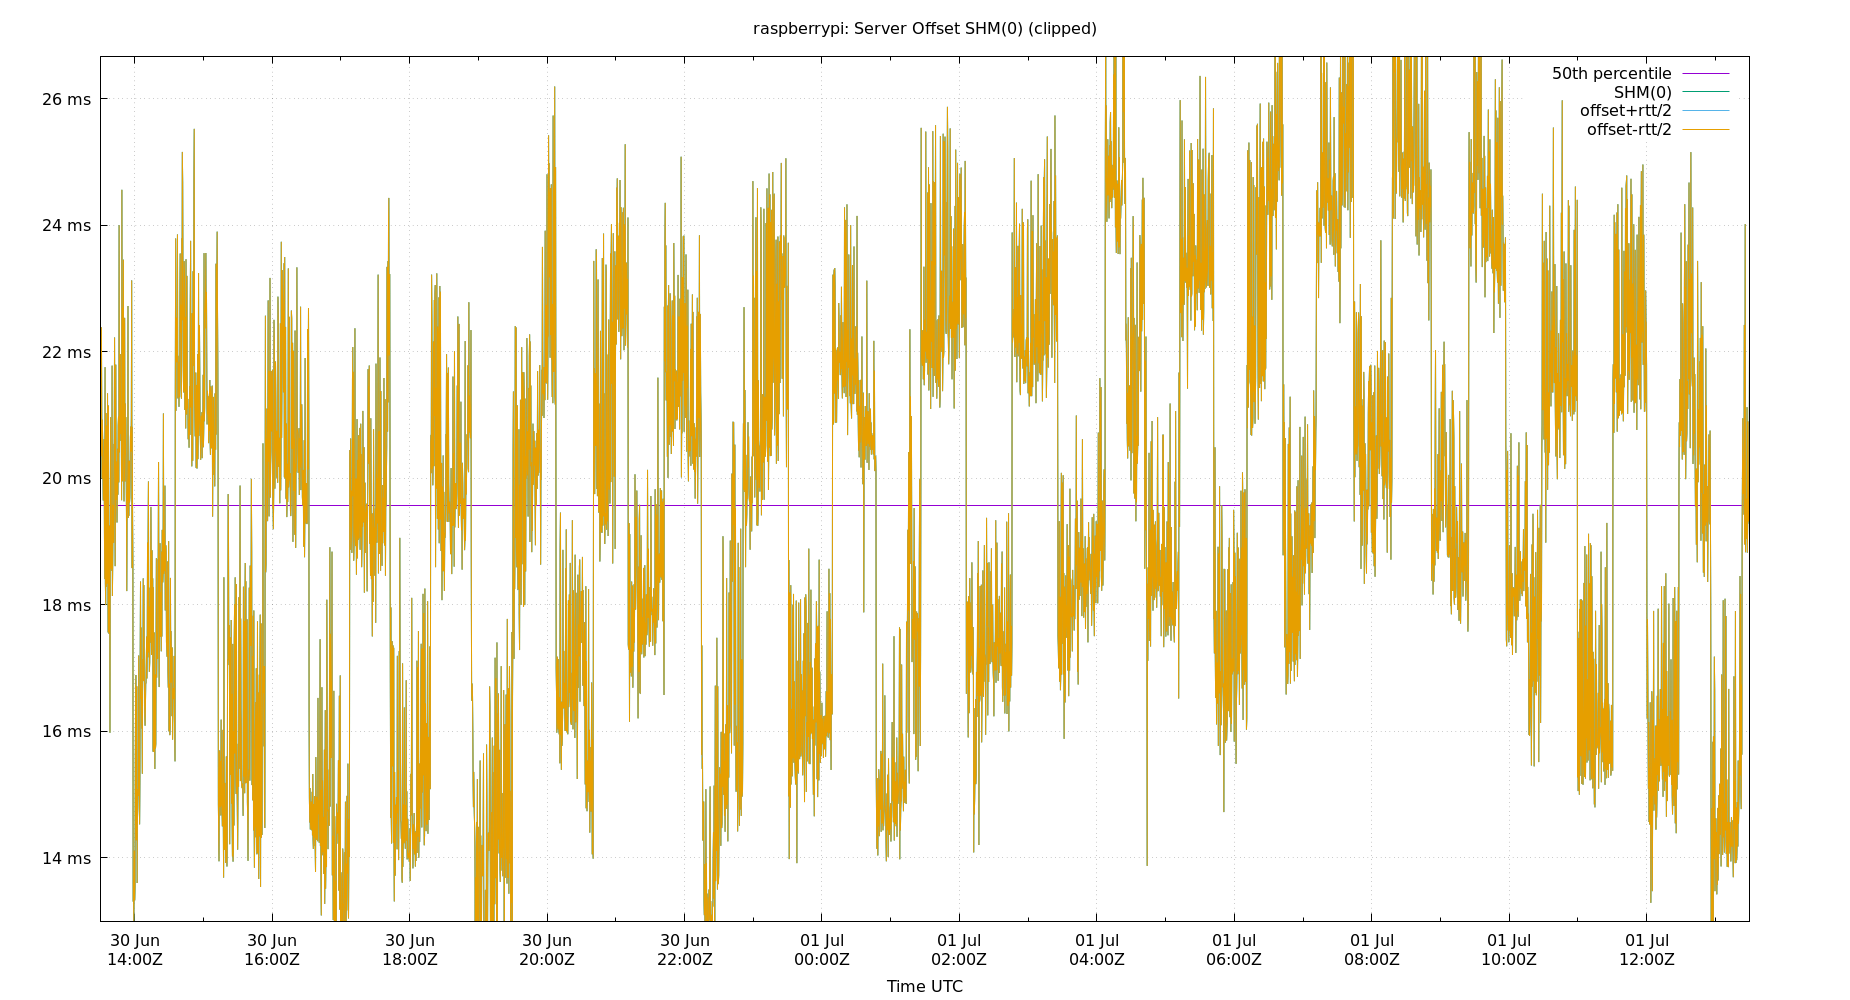 raspberrypi: Server Offset SHM(0) (clipped)
50th percentile
SHM(0)
offset+rtt/2
offset-rtt/2
26 ms
24 ms
22 ms
20 ms
18 ms
16 ms
14 ms
30 Jun 30 Jun 30 Jun 30 Jun 30 Jun 01 Jul 01 Jul 01 Jul 01 Jul 01 Jul 01 Jul 01 Jul
14:00Z 16:00Z 18:00Z 20:00Z 22:00Z 00:00Z 02:00Z 04:00Z 06:00Z 08:00Z 10:00Z 12:00Z
Time UTC